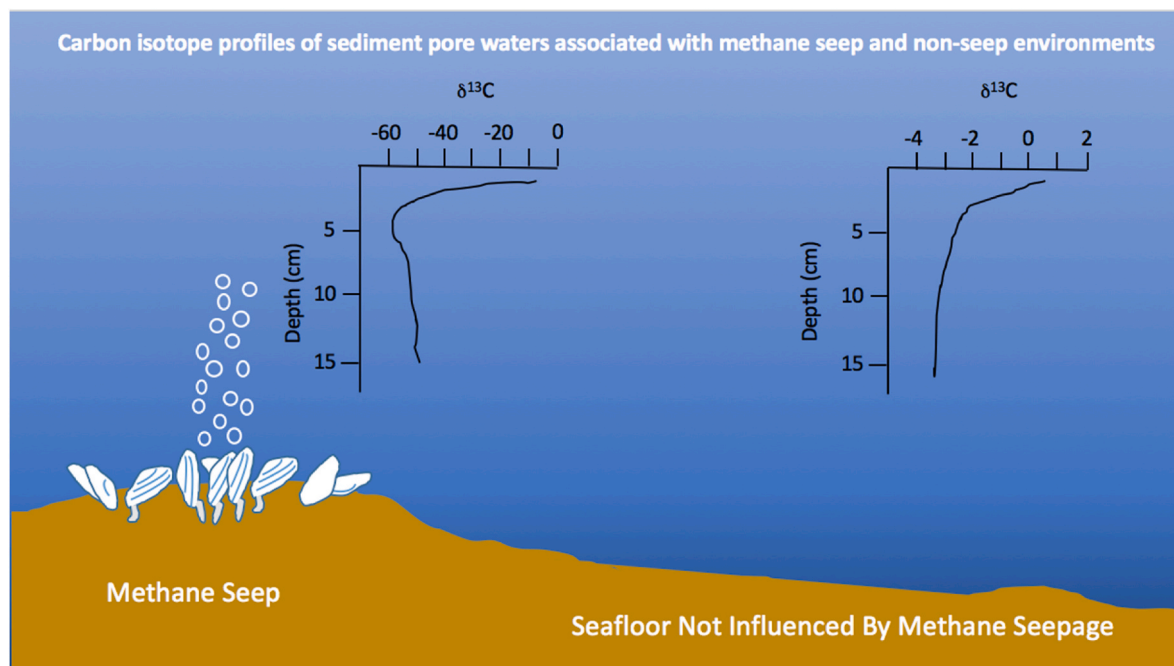 Carbon isotope profiles of sediment pore waters associated with methane seep and non-seep environments
δ¹³C
-60 -40 -20 0
5
10
15
Depth (cm)
δ¹³C
-4 -2 0 2
5
10
15
Depth (cm)
Methane Seep
Seafloor Not Influenced By Methane Seepage